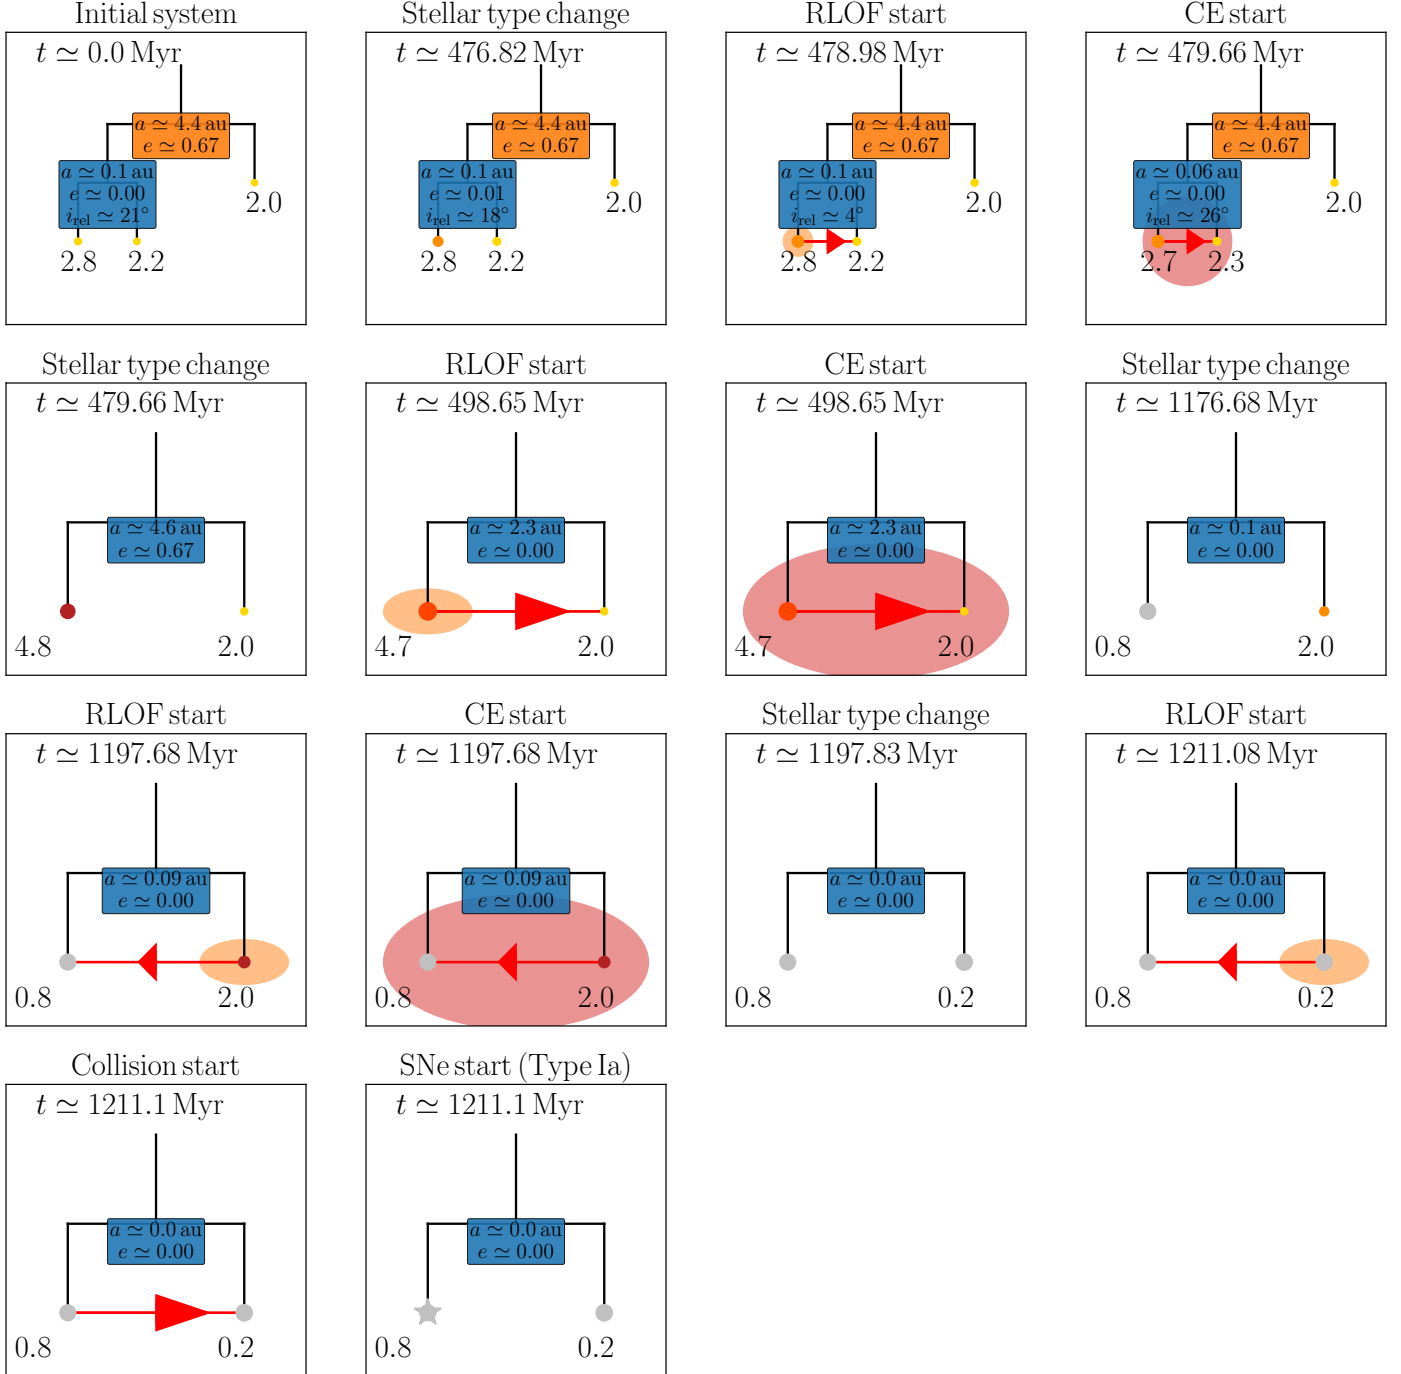 Initial system
t ≃ 0.0 Myr
a ≃ 4.4 au
e ≃ 0.67
a ≃ 0.1 au
e ≃ 0.00
i_rel ≃ 21°
2.0
2.8 2.2
Stellar type change
t ≃ 476.82 Myr
a ≃ 4.4 au
e ≃ 0.67
a ≃ 0.1 au
e ≃ 0.01
i_rel ≃ 18°
2.0
2.8 2.2
RLOF start
t ≃ 478.98 Myr
a ≃ 4.4 au
e ≃ 0.67
a ≃ 0.1 au
e ≃ 0.00
i_rel ≃ 4°
2.0
2.8 2.2
CE start
t ≃ 479.66 Myr
a ≃ 4.4 au
e ≃ 0.67
a ≃ 0.06 au
e ≃ 0.00
i_rel ≃ 26°
2.0
2.7 2.3
Stellar type change
t ≃ 479.66 Myr
a ≃ 4.6 au
e ≃ 0.67
4.8 2.0
RLOF start
t ≃ 498.65 Myr
a ≃ 2.3 au
e ≃ 0.00
4.7 2.0
CE start
t ≃ 498.65 Myr
a ≃ 2.3 au
e ≃ 0.00
4.7 2.0
Stellar type change
t ≃ 1176.68 Myr
a ≃ 0.1 au
e ≃ 0.00
0.8 2.0
RLOF start
t ≃ 1197.68 Myr
a ≃ 0.09 au
e ≃ 0.00
0.8 2.0
CE start
t ≃ 1197.68 Myr
a ≃ 0.09 au
e ≃ 0.00
0.8 2.0
Stellar type change
t ≃ 1197.83 Myr
a ≃ 0.0 au
e ≃ 0.00
0.8 0.2
RLOF start
t ≃ 1211.08 Myr
a ≃ 0.0 au
e ≃ 0.00
0.8 0.2
Collision start
t ≃ 1211.1 Myr
a ≃ 0.0 au
e ≃ 0.00
0.8 0.2
SNe start (Type Ia)
t ≃ 1211.1 Myr
a ≃ 0.0 au
e ≃ 0.00
0.8 0.2